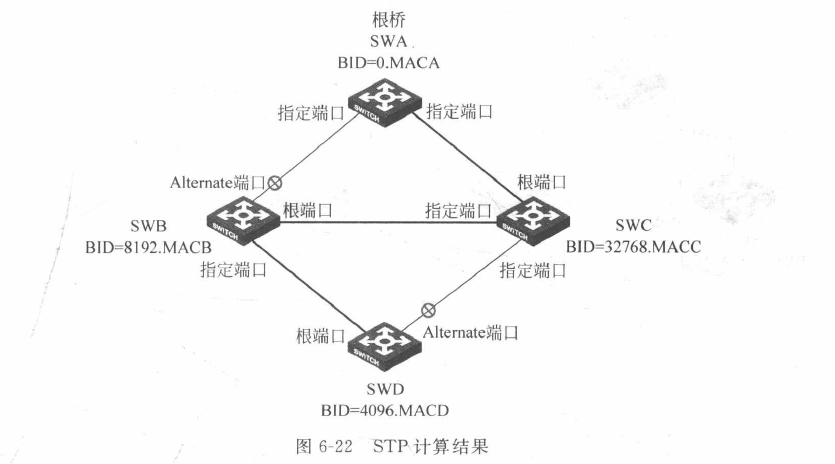 根桥
SWA
BID=0.MACA
指定端口
指定端口
SWITCH
Alternate端口
根端口
根端口
指定端口
SWB
BID=8192.MACB
SWITCH
SWITCH
SWC
BID=32768.MACC
指定端口
指定端口
根端口
Alternate端口
SWITCH
SWD
BID=4096.MACD
图 6-22 STP 计算结果